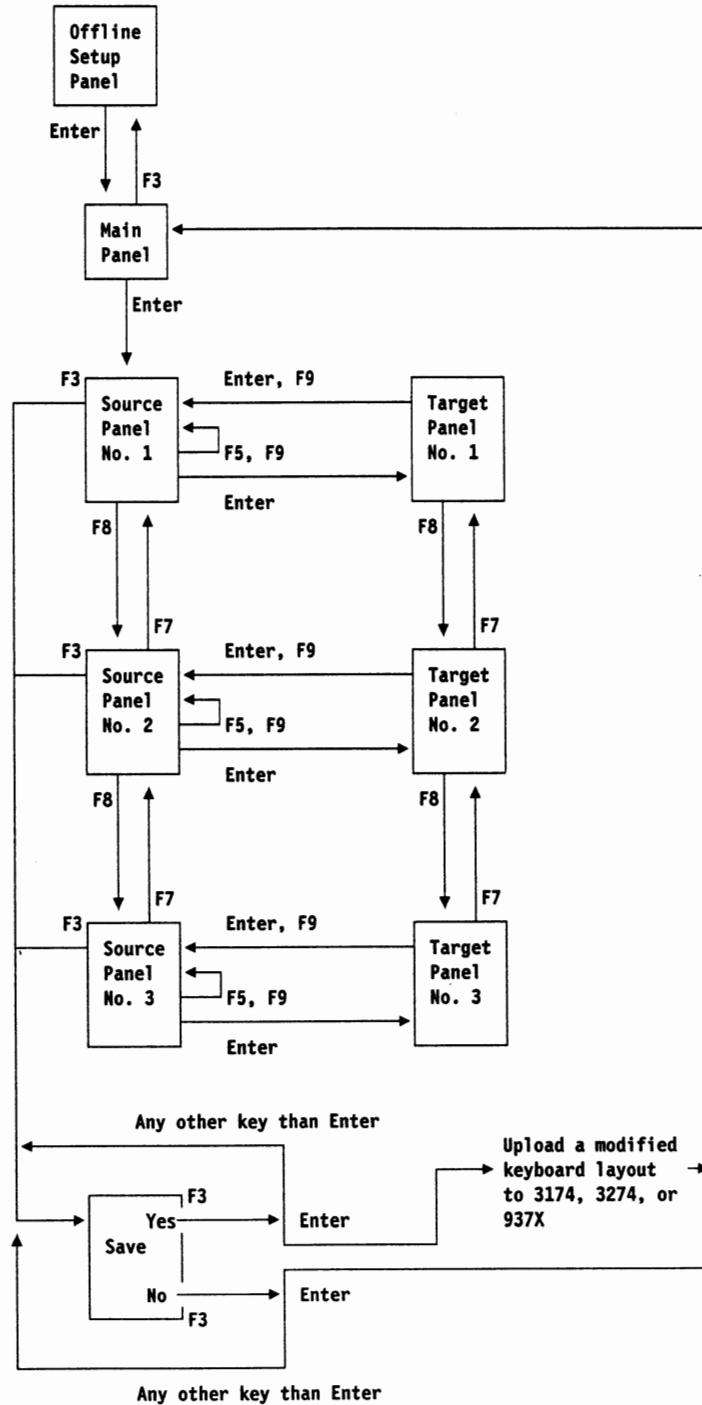 Offline
Setup
Panel
Enter
F3
Main
Panel
Enter
F3
Source
Panel
No. 1
Enter, F9
F5, F9
Enter
Target
Panel
No. 1
F8
F7
F8
F7
F3
Source
Panel
No. 2
Enter, F9
F5, F9
Enter
Target
Panel
No. 2
F8
F7
F8
F7
F3
Source
Panel
No. 3
Enter, F9
F5, F9
Enter
Target
Panel
No. 3
Any other key than Enter
Upload a modified
keyboard layout
to 3174, 3274, or
937X
F3
Yes
Enter
Save
No
Enter
F3
Any other key than Enter